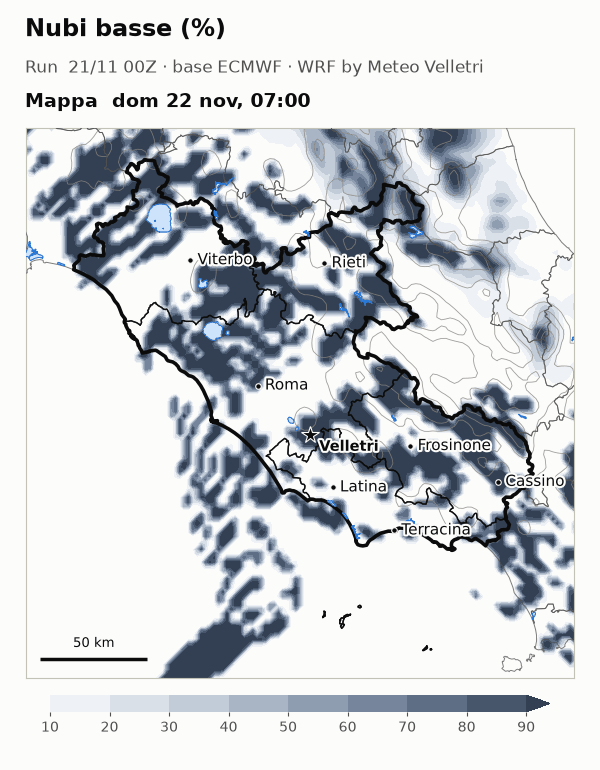 Nubi basse (%)
Run  21/11 00Z · base ECMWF · WRF by Meteo Velletri
Mappa  dom 22 nov, 07:00
Viterbo
Rieti
Roma
Velletri
Frosinone
Latina
Cassino
Terracina
50 km
10 20 30 40 50 60 70 80 90